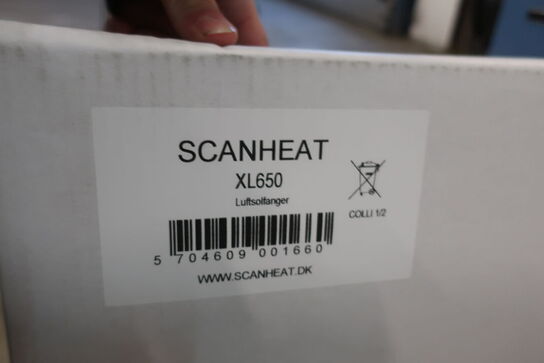 SCANHEAT
XL650
Luftsolfanger
COLLI 1/2
5 704609 001660
WWW.SCANHEAT.DK